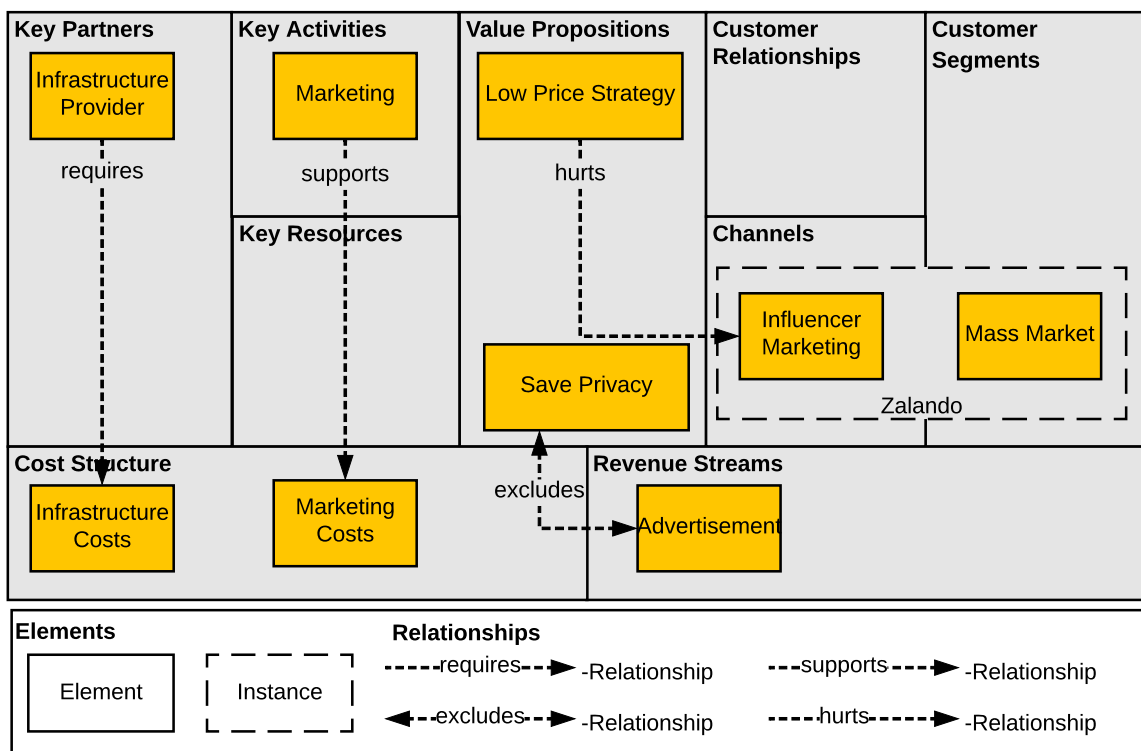 Key Partners
Infrastructure
Provider
requires
Key Activities
Marketing
supports
Key Resources
Value Propositions
Low Price Strategy
hurts
Save Privacy
Customer
Relationships
Channels
Influencer
Marketing
Customer
Segments
Mass Market
Zalando
Cost Structure
Infrastructure
Costs
Marketing
Costs
excludes
Revenue Streams
Advertisement
Elements
Element
Instance
Relationships
requires -Relationship
supports -Relationship
excludes -Relationship
hurts -Relationship